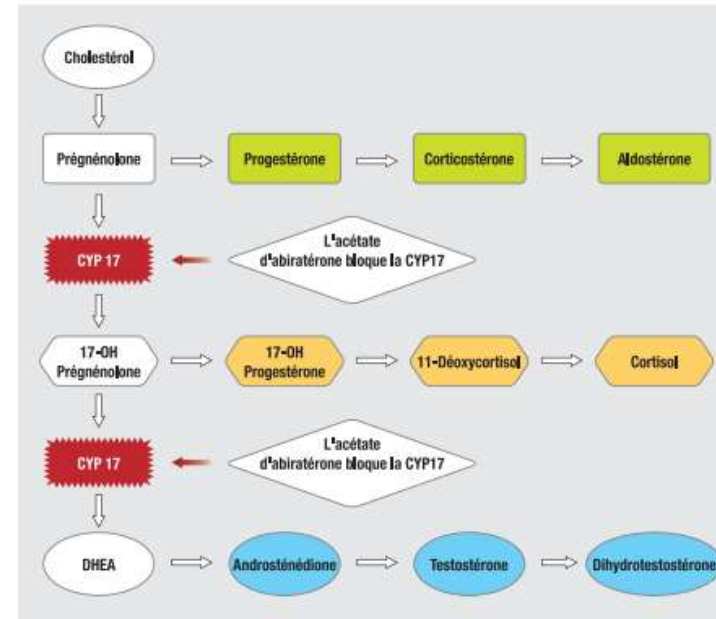 Cholestérol
Prégnénolone
Progestérone
Corticostérone
Aldostérone
CYP 17
L'acétate
d'abiratérone bloque la CYP17
17-OH
Prégnénolone
17-OH
Progestérone
11-Déoxycortisol
Cortisol
CYP 17
L'acétate
d'abiratérone bloque la CYP17
DHEA
Androsténédione
Testostérone
Dihydrotestostérone